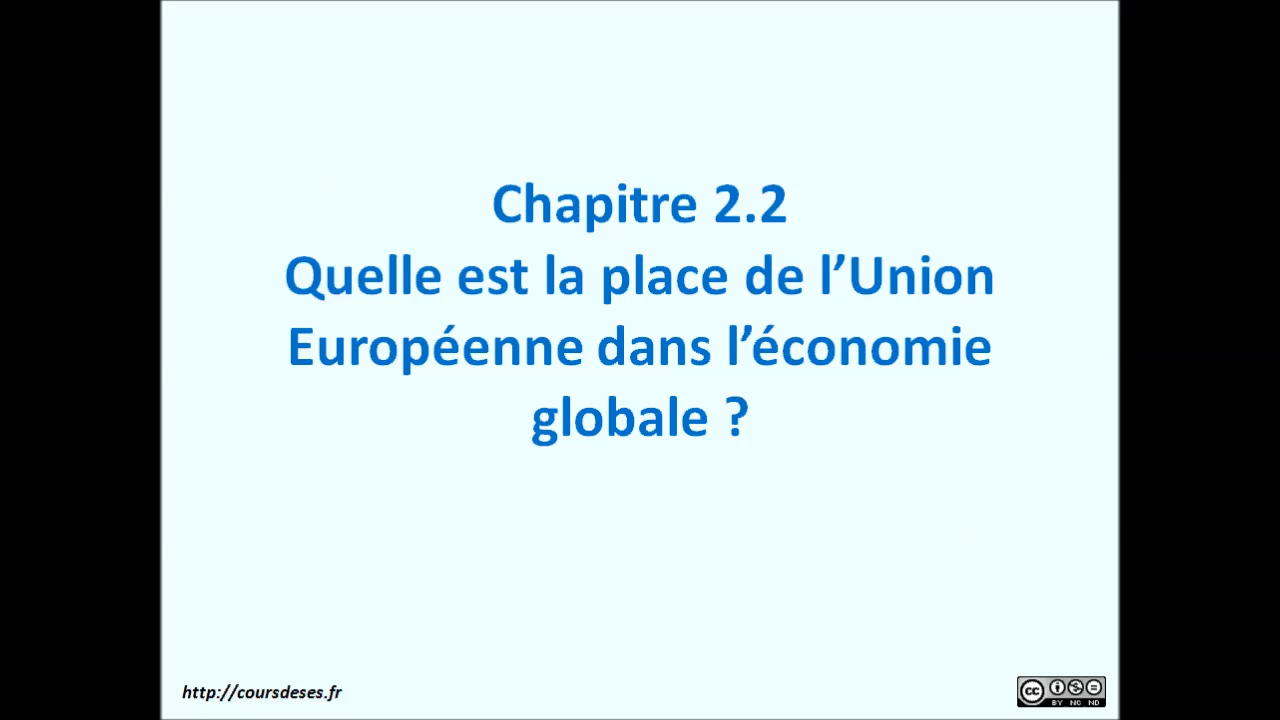 Chapitre 2.2
Quelle est la place de l’Union
Européenne dans l’économie
globale ?
http://coursdeses.fr
cc
BY NC ND